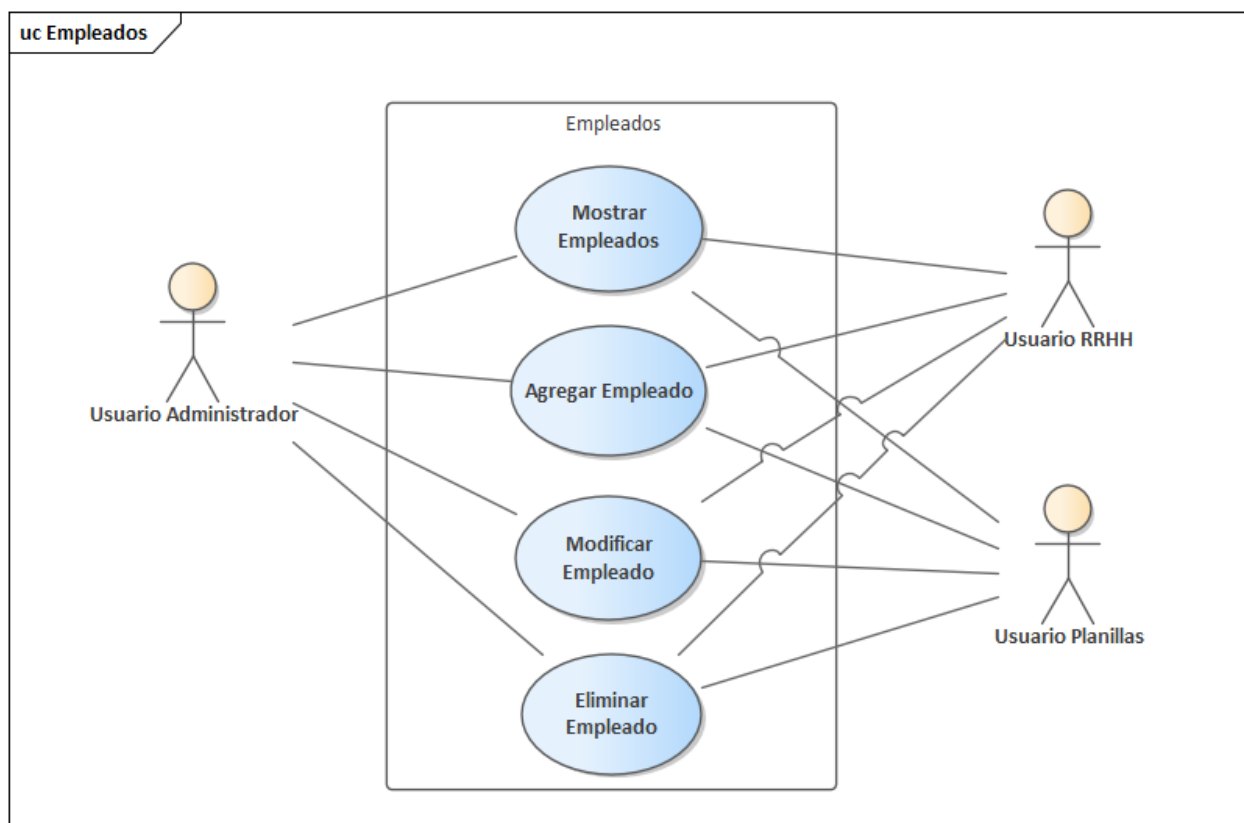 uc Empleados
Empleados
Mostrar
Empleados
Agregar Empleado
Modificar
Empleado
Eliminar
Empleado
Usuario Administrador
Usuario RRHH
Usuario Planillas